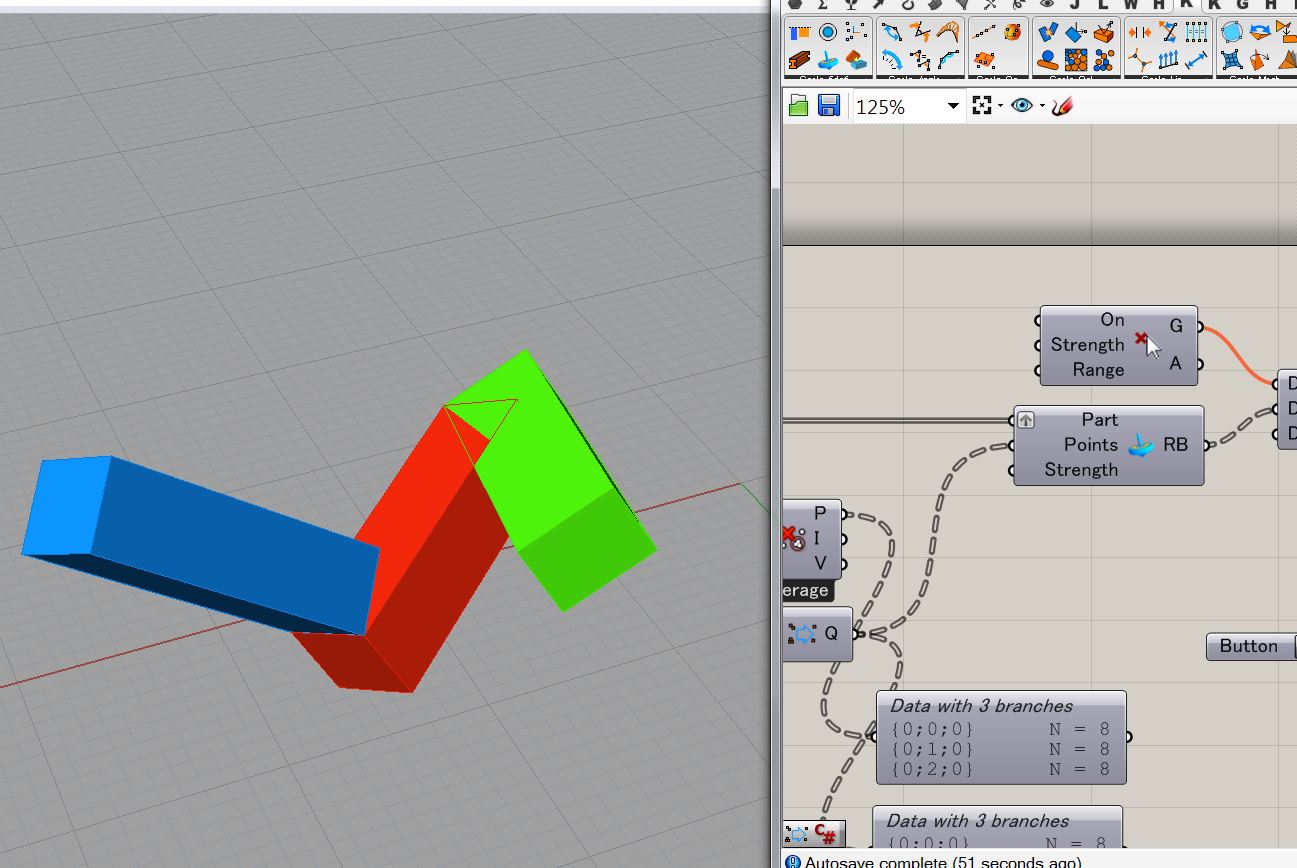 J L W H K K G H
125%
On
Strength
Range
G
A
Part
Points
Strength
RB
D
D
D
P
I
V
erage
Q
Button
Data with 3 branches
{0;0;0} N = 8
{0;1;0} N = 8
{0;2;0} N = 8
Data with 3 branches
{0:0:0} N = 8
C#
Autosave complete (51 seconds ago)